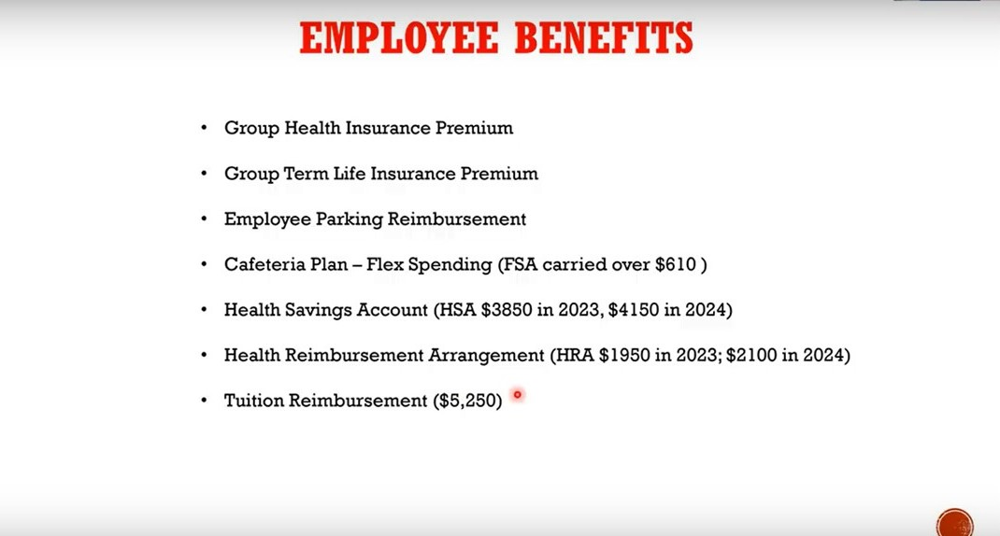 EMPLOYEE BENEFITS
• Group Health Insurance Premium
• Group Term Life Insurance Premium
• Employee Parking Reimbursement
• Cafeteria Plan – Flex Spending (FSA carried over $610 )
• Health Savings Account (HSA $3850 in 2023, $4150 in 2024)
• Health Reimbursement Arrangement (HRA $1950 in 2023; $2100 in 2024)
• Tuition Reimbursement ($5,250)